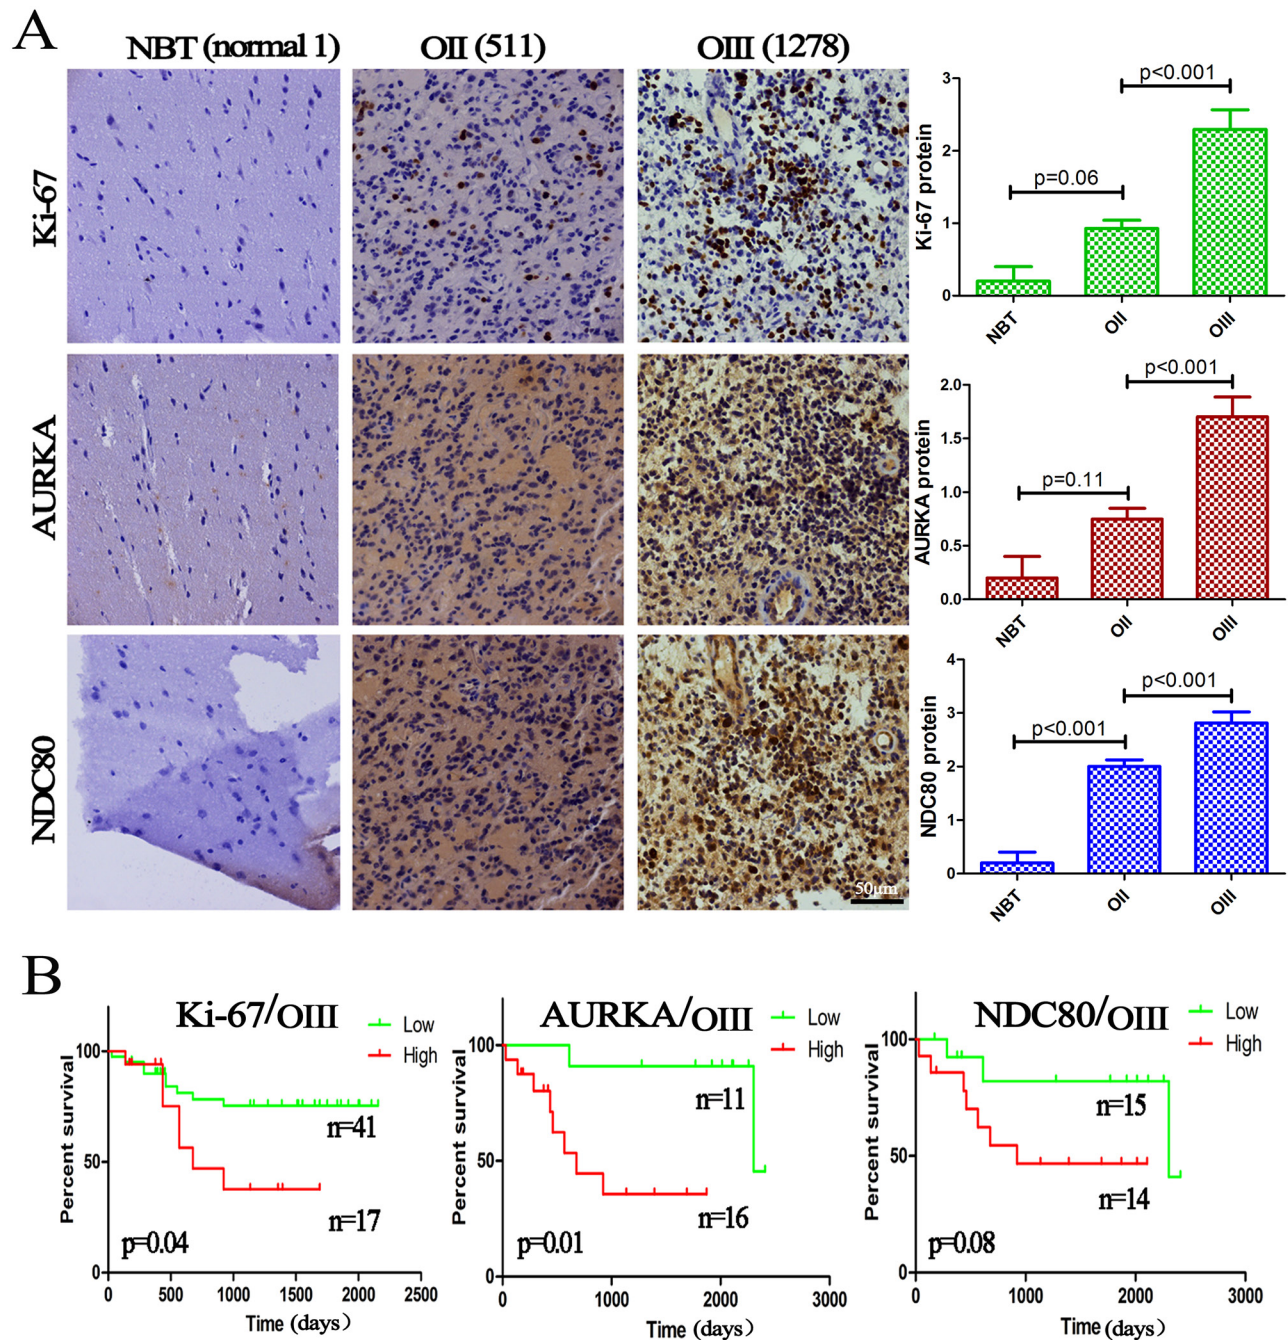 A
NBT (normal 1)
OII (511)
OIII (1278)
Ki-67
AURKA
NDC80
50μm
Ki-67 protein
3
2
1
0
p=0.06
p<0.001
NBT
OII
OIII
AURKA protein
2.0
1.5
1.0
0.5
0.0
p=0.11
p<0.001
NBT
OII
OIII
NDC80 protein
4
3
2
1
0
p<0.001
p<0.001
NBT
OII
OIII
B
Ki-67/OIII
Low
High
Percent survival
100
50
0
n=41
n=17
p=0.04
0 500 1000 1500 2000 2500
Time (days)
AURKA/OIII
Low
High
Percent survival
100
50
0
n=11
n=16
p=0.01
0 1000 2000 3000
Time (days)
NDC80/OIII
Low
High
Percent survival
100
50
0
n=15
n=14
p=0.08
0 1000 2000 3000
Time (days)